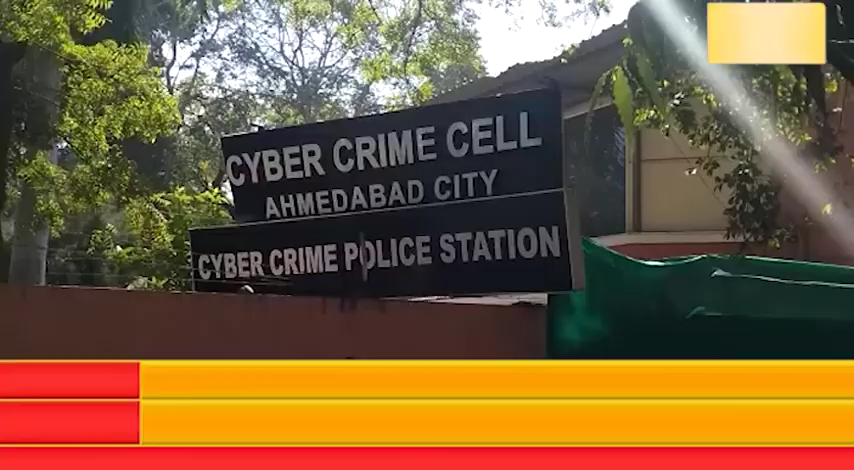 CYBER CRIME CELL
AHMEDABAD CITY
CYBER CRIME POLICE STATION